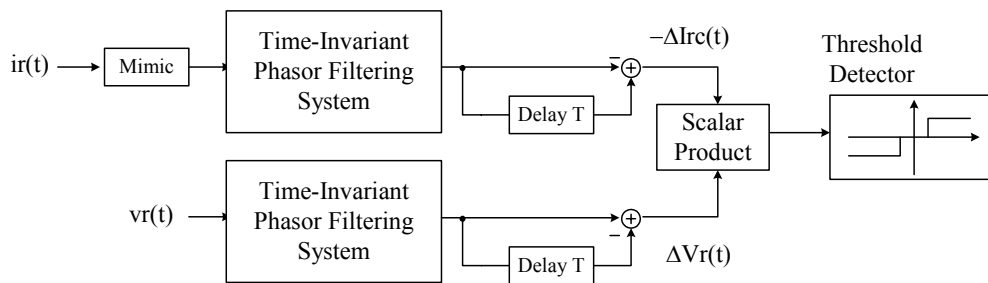 ir(t)
Mimic
Time-Invariant
Phasor Filtering
System
Delay T
−
+
−ΔIrc(t)
Scalar
Product
Threshold
Detector
vr(t)
Time-Invariant
Phasor Filtering
System
Delay T
+
−
ΔVr(t)